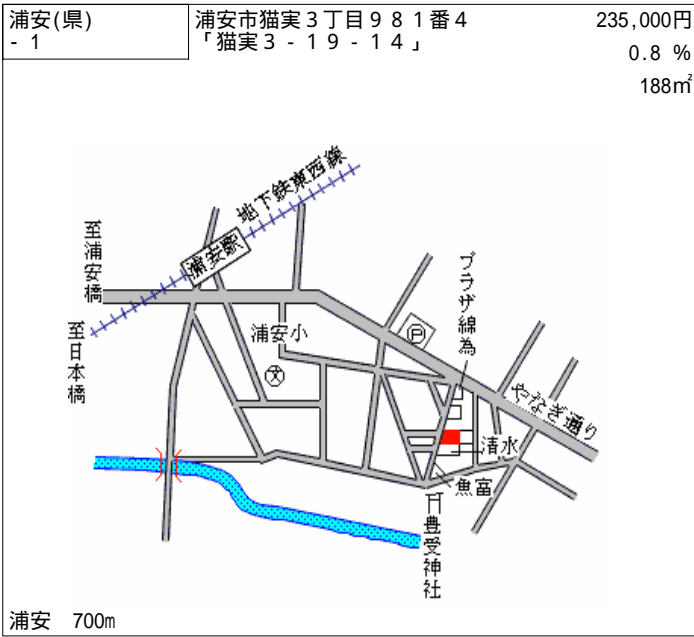 浦安(県)
- 1
浦安市猫実３丁目９８１番４
「猫実３-１９-１４」
235,000円
0.8 %
188㎡
地下鉄東西線
浦安駅
至浦安橋
至日本橋
浦安小
文
P
プラザ綿為
やなぎ通り
清水
魚富
豊受神社
浦安 700m